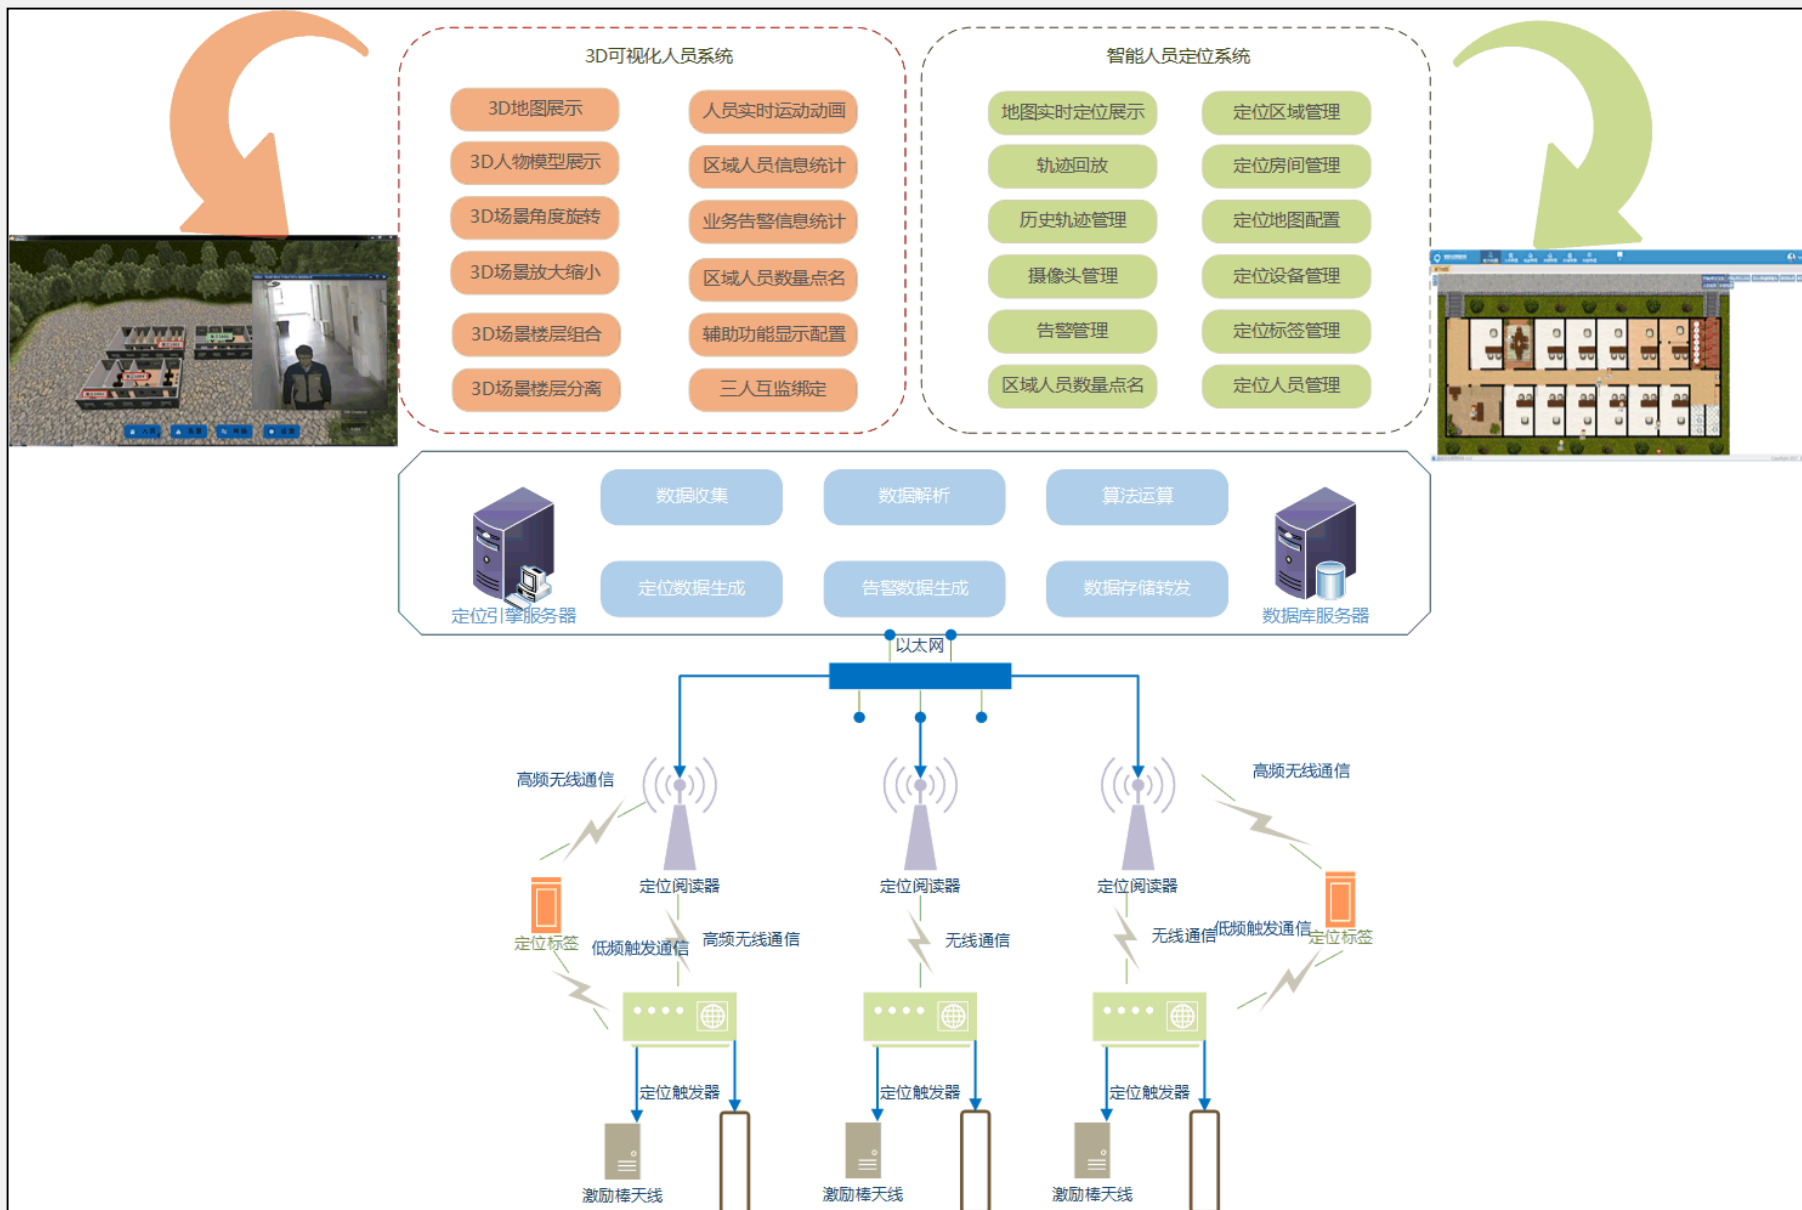 3D可视化人员系统
3D地图展示
人员实时运动动画
3D人物模型展示
区域人员信息统计
3D场景角度旋转
业务告警信息统计
3D场景放大缩小
区域人员数量点名
3D场景楼层组合
辅助功能显示配置
3D场景楼层分离
三人互监绑定
智能人员定位系统
地图实时定位展示
定位区域管理
轨迹回放
定位房间管理
历史轨迹管理
定位地图配置
摄像头管理
定位设备管理
告警管理
定位标签管理
区域人员数量点名
定位人员管理
数据收集
数据解析
算法运算
定位数据生成
告警数据生成
数据存储转发
定位引擎服务器
数据库服务器
以太网
高频无线通信
高频无线通信
定位阅读器
定位阅读器
定位阅读器
定位标签
低频触发通信
高频无线通信
无线通信
无线通信
低频触发通信
定位标签
定位触发器
定位触发器
定位触发器
激励棒天线
激励棒天线
激励棒天线